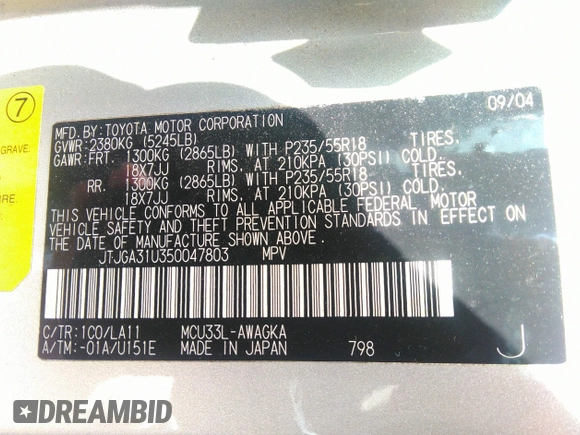 7
GRAVE:
09/04
MFD.BY:TOYOTA MOTOR CORPORATION
GVWR:2380KG (5245LB)
GAWR:FRT. 1300KG (2865LB) WITH P235/55R18 TIRES.
18X7JJ RIMS, AT 210KPA (30PSI) COLD.
RR. 1300KG (2865LB) WITH P235/55R18 TIRES.
18X7JJ RIMS, AT 210KPA (30PSI) COLD.
THIS VEHICLE CONFORMS TO ALL APPLICABLE FEDERAL MOTOR
VEHICLE SAFETY AND THEFT PREVENTION STANDARDS IN EFFECT ON
DATE OF MANUFACTURE SHOWN ABOVE.
JTJGA31U350047803 MPV
C/TR:1C0/LA11 MCU33L-AWAGKA
A/TM:-01A/U151E MADE IN JAPAN 798 J
DREAMBID